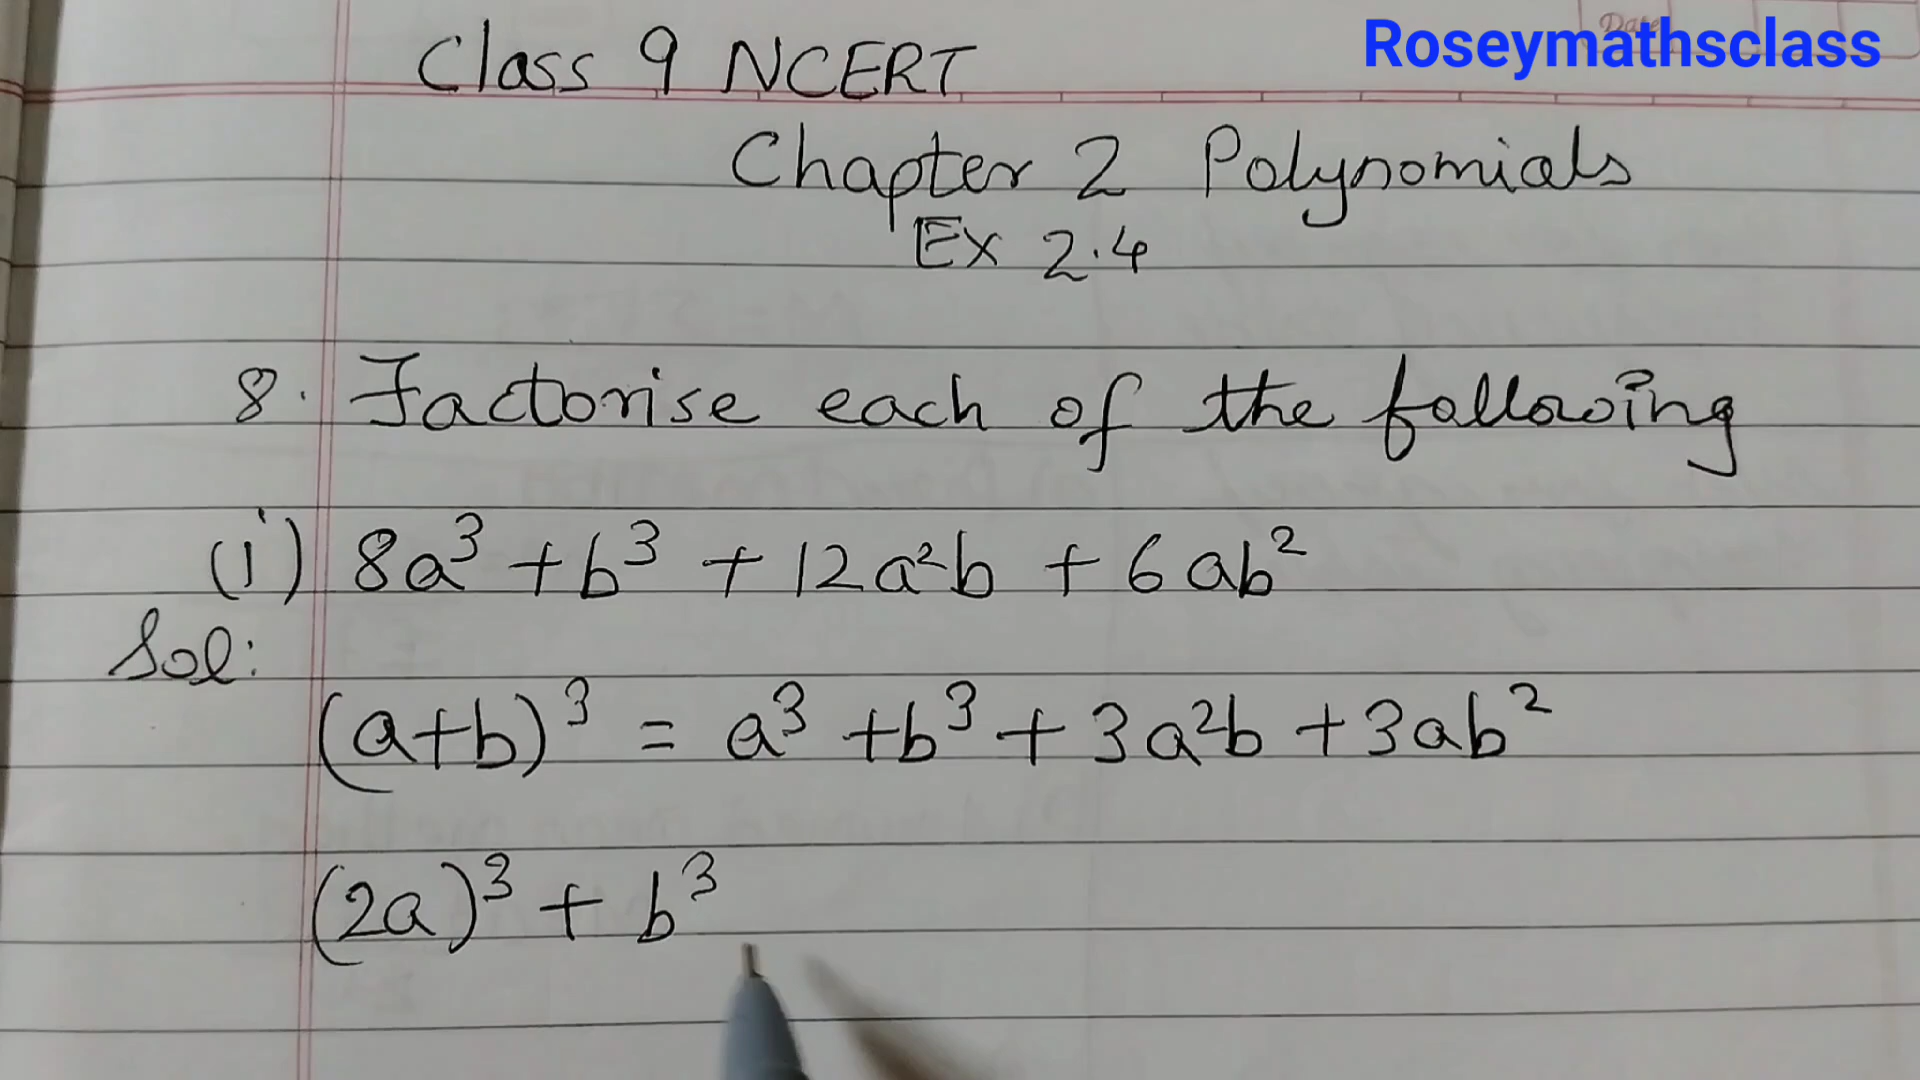 Roseymathsclass
Date
Class 9 NCERT
Chapter 2 Polynomials
Ex 2.4
8. Factorise each of the following
(i) 8a³ + b³ + 12a²b + 6ab²
Sol:
(a+b)³ = a³ + b³ + 3a²b + 3ab²
(2a)³ + b³